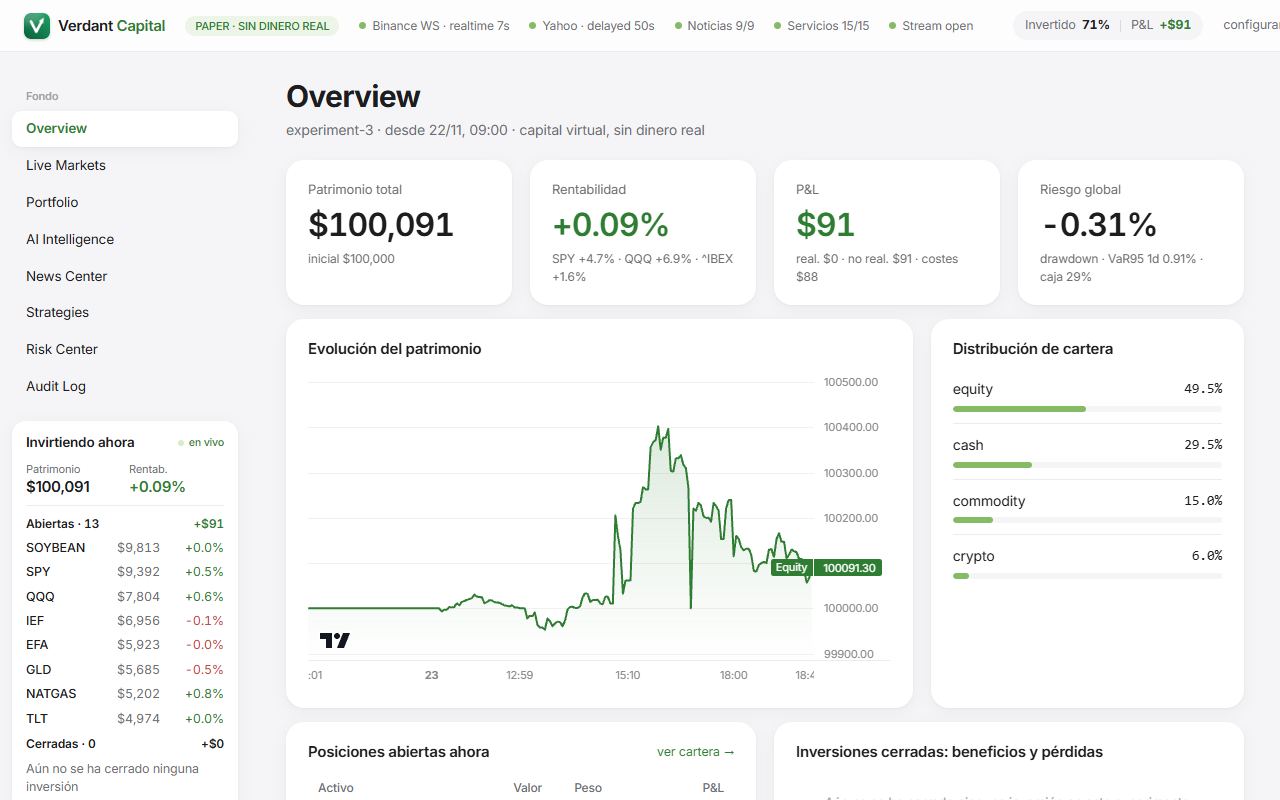 Verdant Capital
PAPER · SIN DINERO REAL
Binance WS · realtime 7s
Yahoo · delayed 50s
Noticias 9/9
Servicios 15/15
Stream open
Invertido 71% P&L +$91
Fondo
Overview
Live Markets
Portfolio
AI Intelligence
News Center
Strategies
Risk Center
Audit Log
Invirtiendo ahora en vivo
Patrimonio Rentab.
$100,091 +0.09%
Abiertas · 13 +$91
SOYBEAN $9,813 +0.0%
SPY $9,392 +0.5%
QQQ $7,804 +0.6%
IEF $6,956 -0.1%
EFA $5,923 -0.0%
GLD $5,685 -0.5%
NATGAS $5,202 +0.8%
TLT $4,974 +0.0%
Cerradas · 0 +$0
Aún no se ha cerrado ninguna
inversión
Overview
experiment-3 · desde 22/11, 09:00 · capital virtual, sin dinero real
Patrimonio total
$100,091
inicial $100,000
Rentabilidad
+0.09%
SPY +4.7% · QQQ +6.9% · ^IBEX
+1.6%
P&L
$91
real. $0 · no real. $91 · costes
$88
Riesgo global
-0.31%
drawdown · VaR95 1d 0.91% ·
caja 29%
Evolución del patrimonio
100500.00
100400.00
100300.00
100200.00
Equity 100091.30
100000.00
99900.00
:01 23 12:59 15:10 18:00 18:4
Distribución de cartera
equity 49.5%
cash 29.5%
commodity 15.0%
crypto 6.0%
Posiciones abiertas ahora ver cartera →
Activo Valor Peso P&L
Inversiones cerradas: beneficios y pérdidas